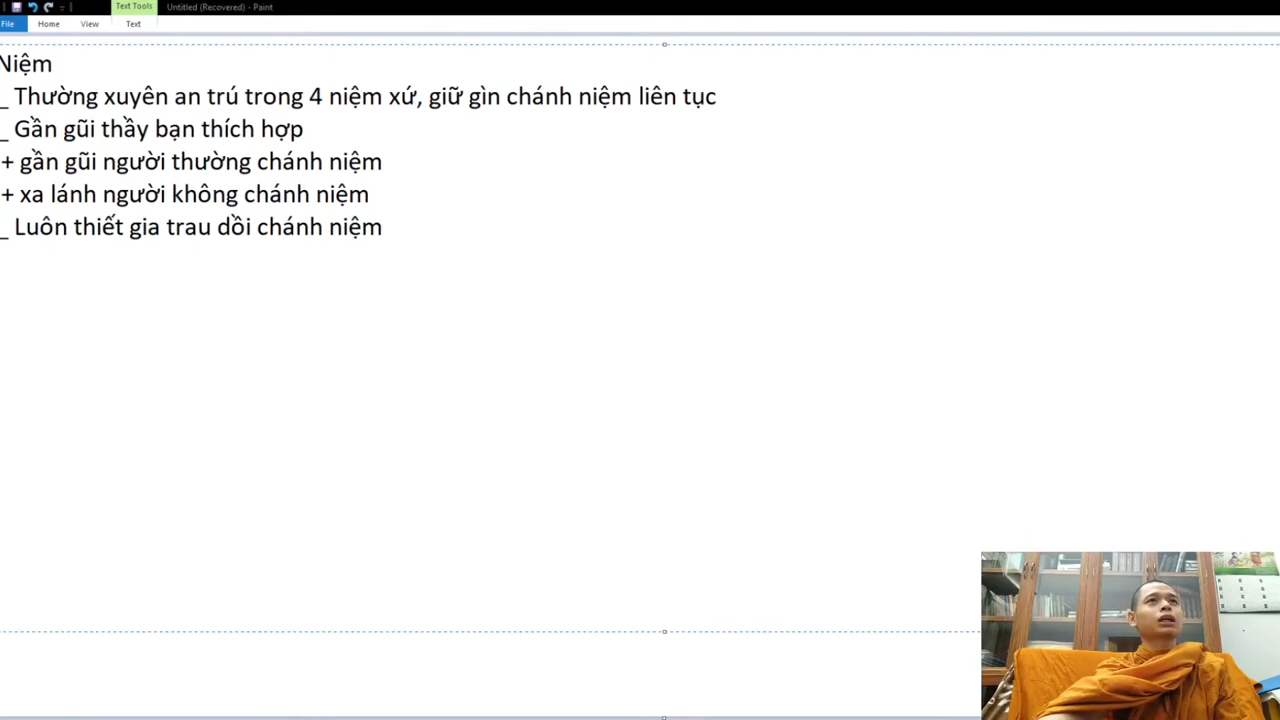 Text Tools
Untitled (Recovered) - Paint
File Home View Text
Niệm
_ Thường xuyên an trú trong 4 niệm xứ, giữ gìn chánh niệm liên tục
_ Gần gũi thầy bạn thích hợp
+ gần gũi người thường chánh niệm
+ xa lánh người không chánh niệm
_ Luôn thiết gia trau dồi chánh niệm